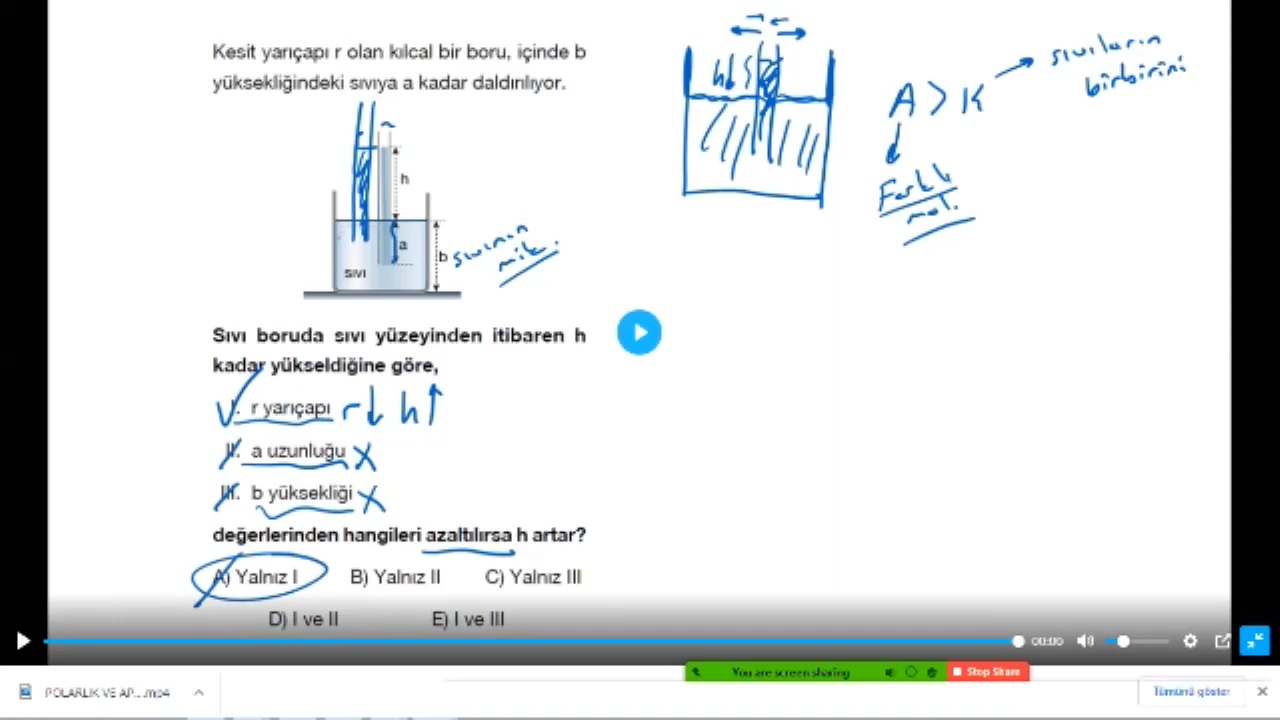 Kesit yarıçapı r olan kılcal bir boru, içinde b
yüksekliğindeki sıvıya a kadar daldırılıyor.
h
a
b
sıvı
sıvının
mik.
h
A > K
sıvıların
birbirini
Farklı
mol.
Sıvı boruda sıvı yüzeyinden itibaren h
kadar yükseldiğine göre,
I. r yarıçapı r↓ h↑
II. a uzunluğu X
III. b yüksekliği X
değerlerinden hangileri azaltılırsa h artar?
A) Yalnız I B) Yalnız II C) Yalnız III
D) I ve II E) I ve III
00:00
You are screen sharing Stop Share
POLARLIK VE AP....mp4
Tümünü göster